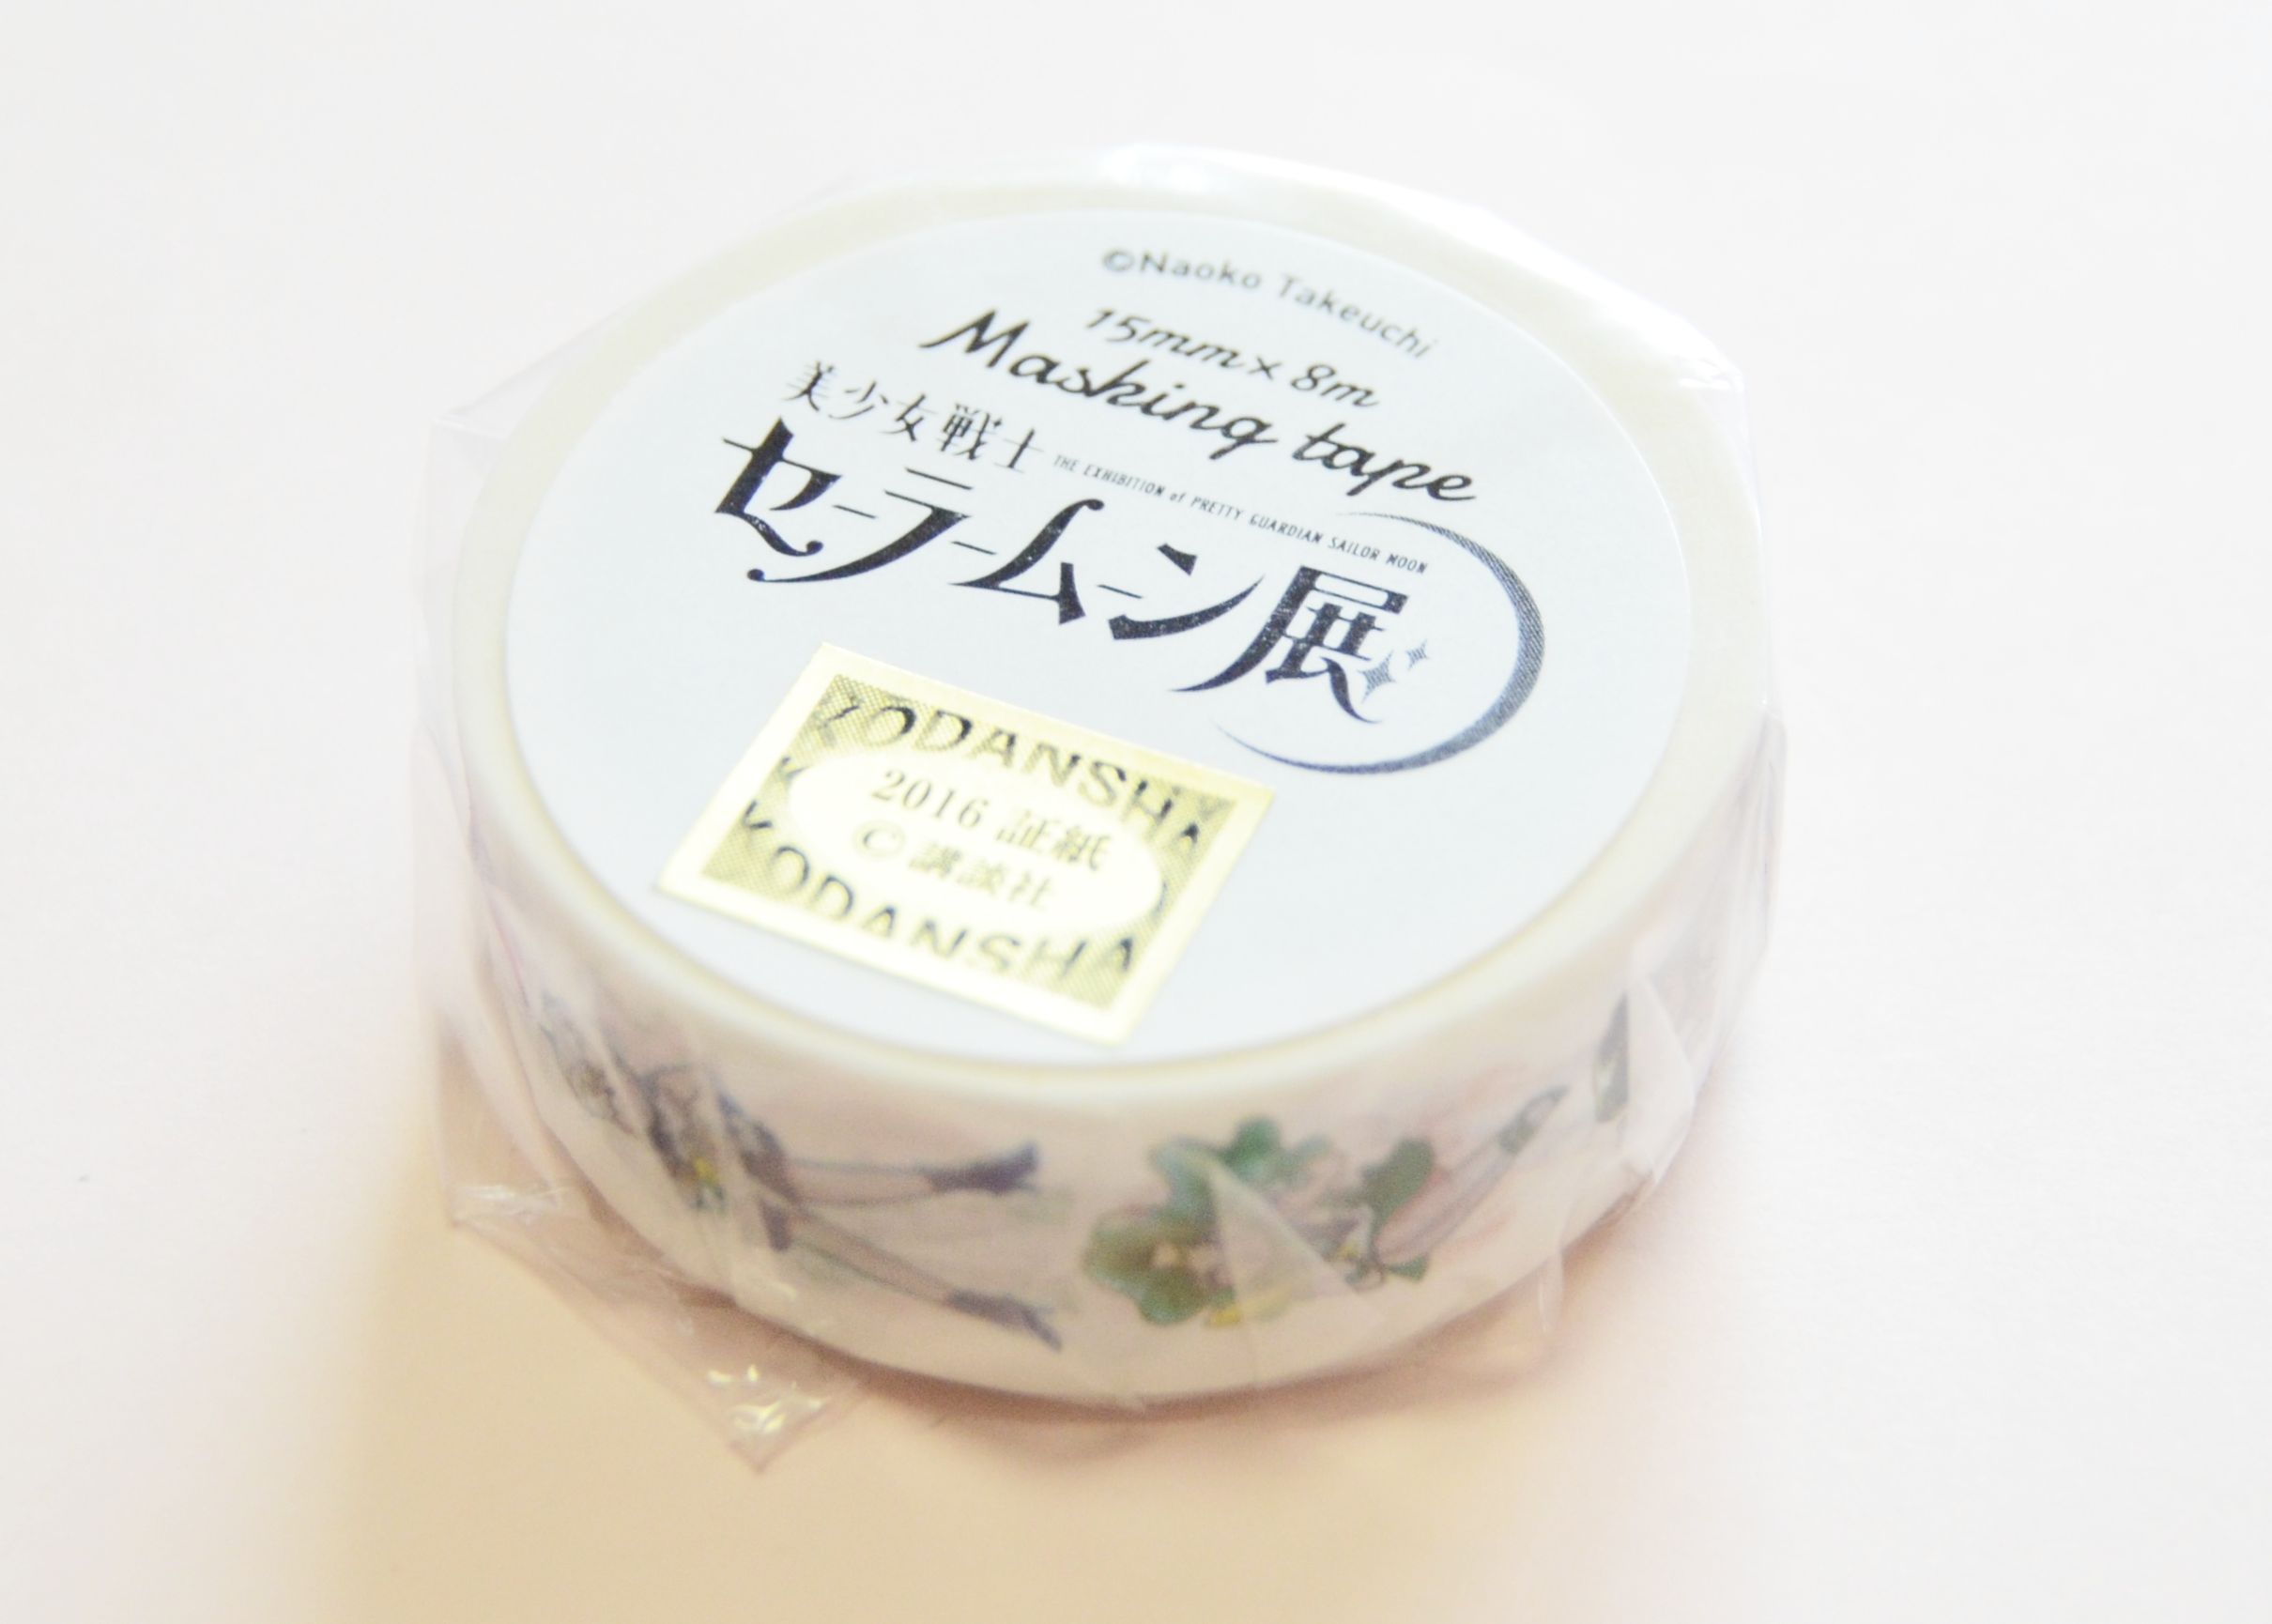 ©Naoko Takeuchi
15mm×8m
Masking tape
美少女戦士
THE EXHIBITION of PRETTY GUARDIAN SAILOR MOON
セーラームーン展
KODANSHA
2016 証紙
© 講談社
KODANSHA